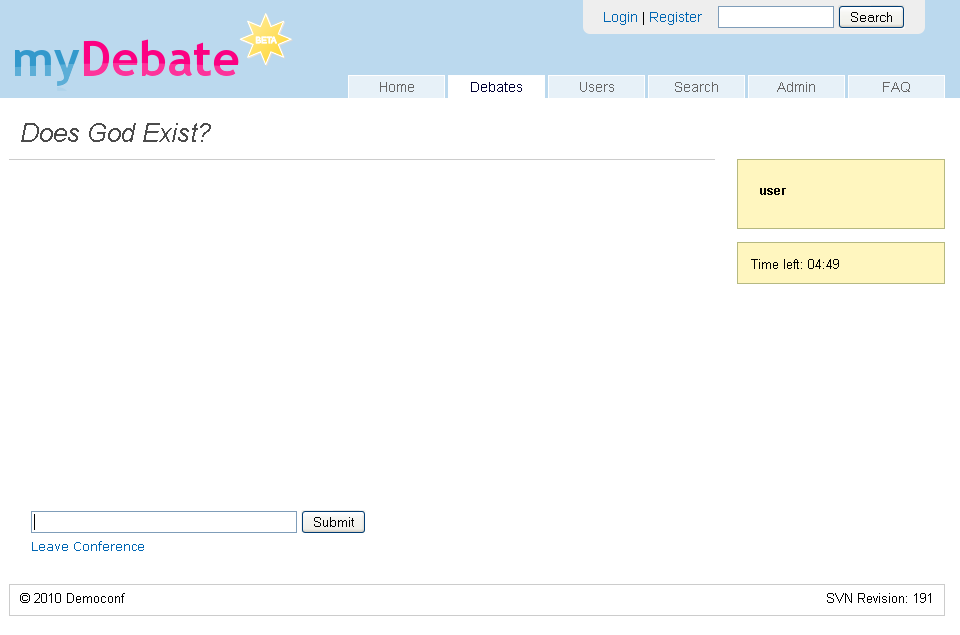 Login | Register Search
myDebate BETA
Home Debates Users Search Admin FAQ
Does God Exist?
user
Time left: 04:49
Submit
Leave Conference
© 2010 Democonf SVN Revision: 191